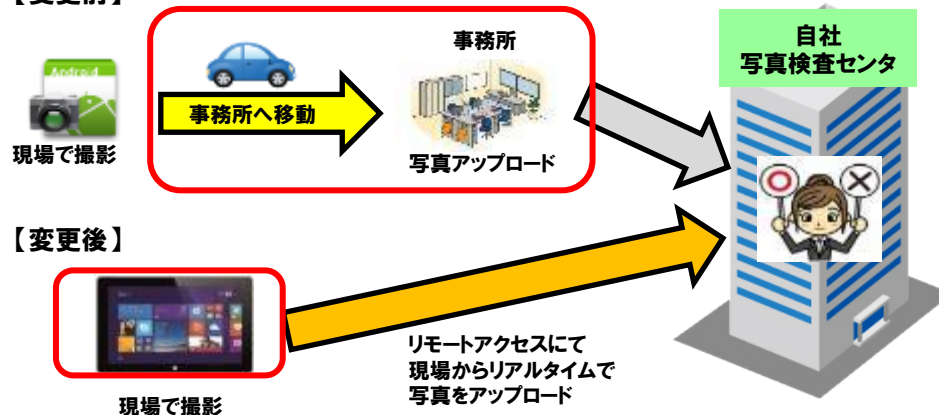 【変更前】
Android
現場で撮影
事務所へ移動
事務所
写真アップロード
自社
写真検査センタ
【変更後】
現場で撮影
リモートアクセスにて
現場からリアルタイムで
写真をアップロード